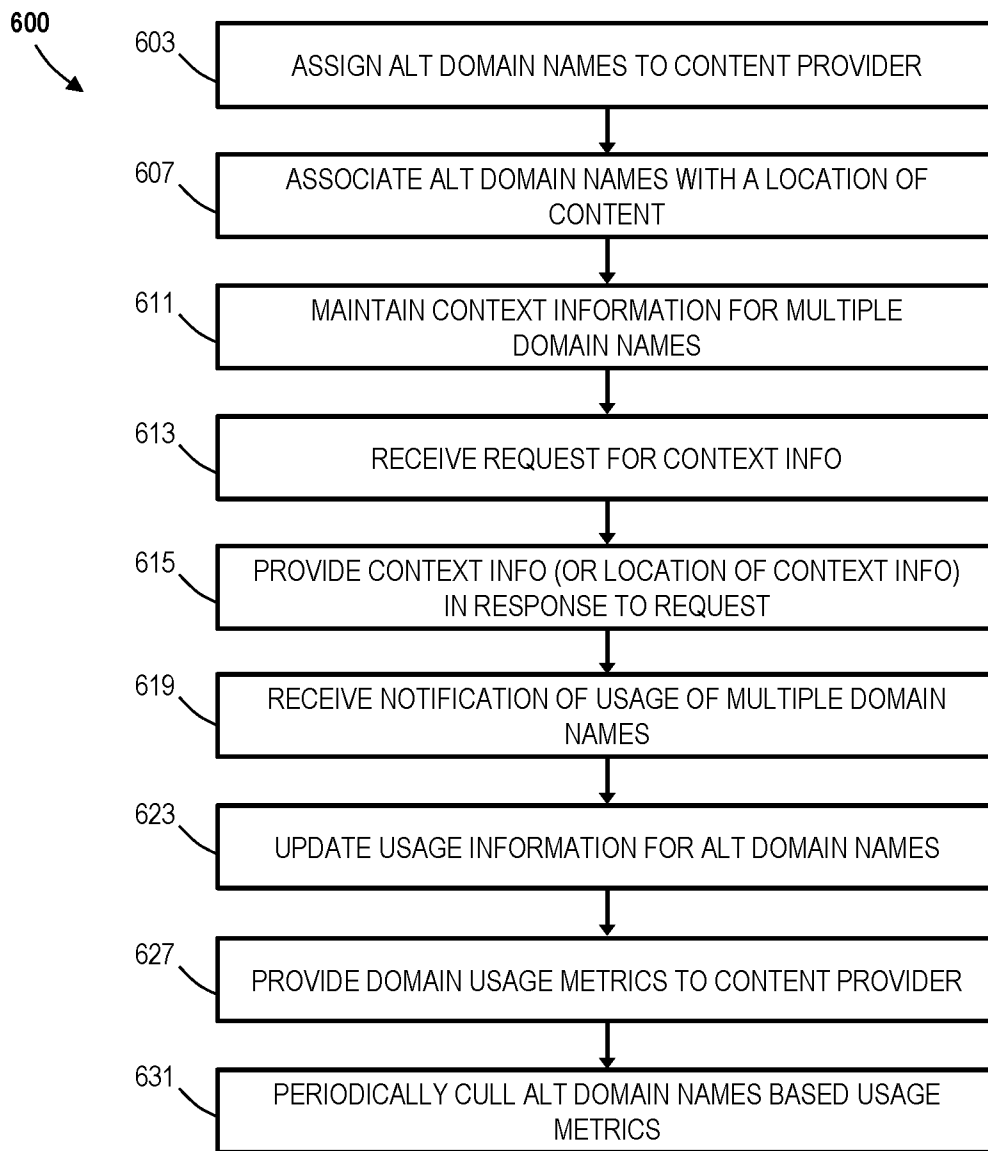 600
603
ASSIGN ALT DOMAIN NAMES TO CONTENT PROVIDER
607
ASSOCIATE ALT DOMAIN NAMES WITH A LOCATION OF
CONTENT
611
MAINTAIN CONTEXT INFORMATION FOR MULTIPLE
DOMAIN NAMES
613
RECEIVE REQUEST FOR CONTEXT INFO
615
PROVIDE CONTEXT INFO (OR LOCATION OF CONTEXT INFO)
IN RESPONSE TO REQUEST
619
RECEIVE NOTIFICATION OF USAGE OF MULTIPLE DOMAIN
NAMES
623
UPDATE USAGE INFORMATION FOR ALT DOMAIN NAMES
627
PROVIDE DOMAIN USAGE METRICS TO CONTENT PROVIDER
631
PERIODICALLY CULL ALT DOMAIN NAMES BASED USAGE
METRICS